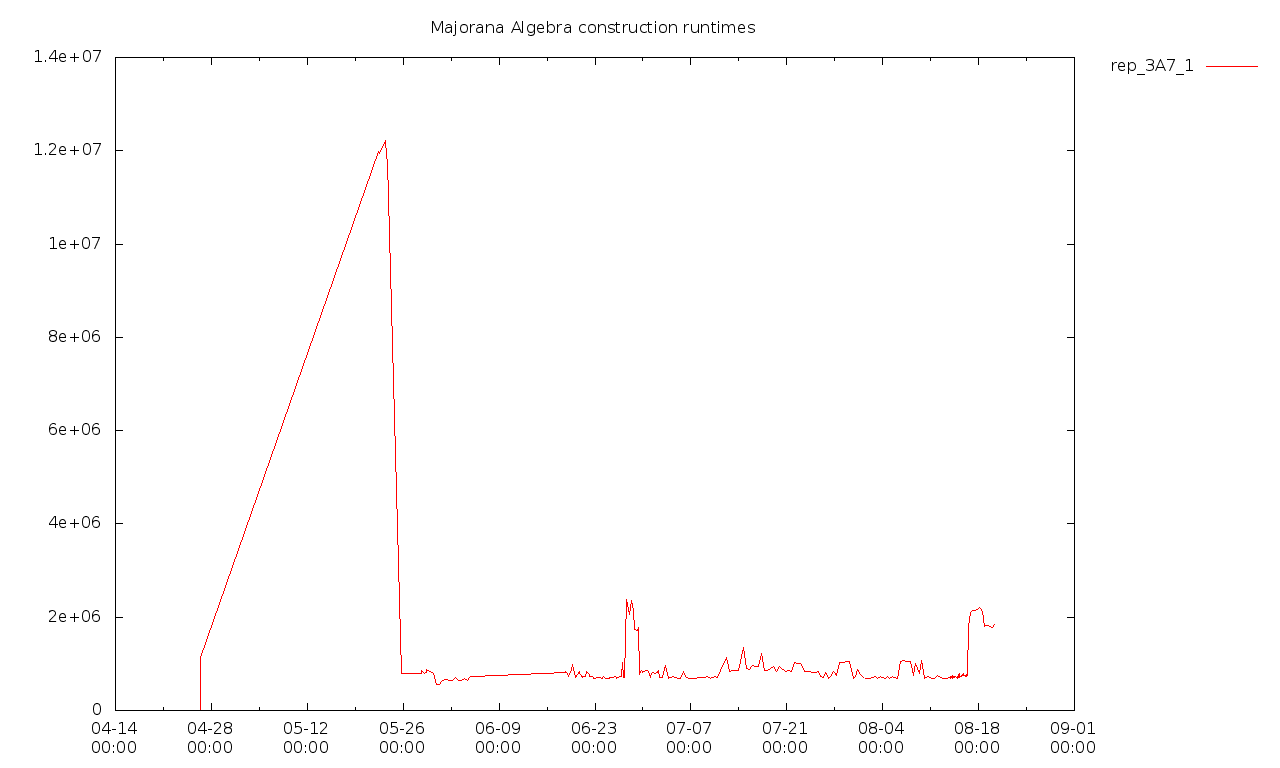 Majorana Algebra construction runtimes
rep_3A7_1
1.4e+07
1.2e+07
1e+07
8e+06
6e+06
4e+06
2e+06
0
04-14 04-28 05-12 05-26 06-09 06-23 07-07 07-21 08-04 08-18 09-01
00:00 00:00 00:00 00:00 00:00 00:00 00:00 00:00 00:00 00:00 00:00